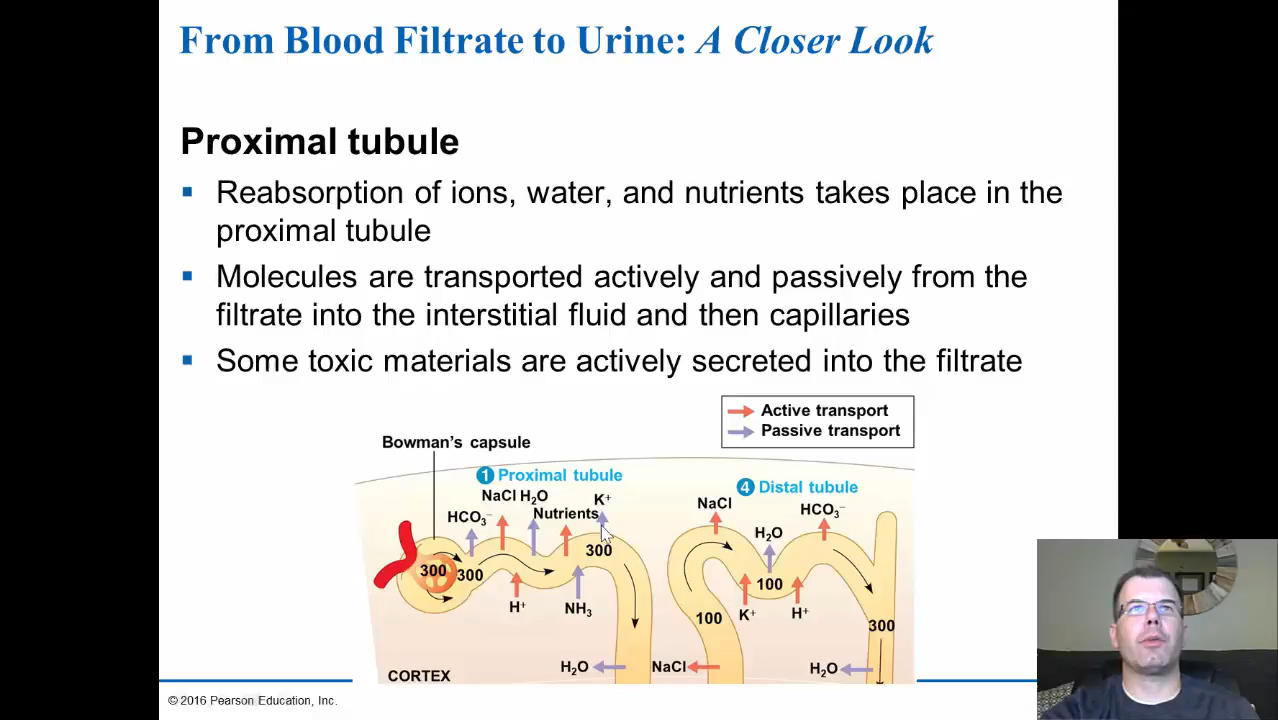 From Blood Filtrate to Urine: A Closer Look
Proximal tubule
▪ Reabsorption of ions, water, and nutrients takes place in the
proximal tubule
▪ Molecules are transported actively and passively from the
filtrate into the interstitial fluid and then capillaries
▪ Some toxic materials are actively secreted into the filtrate
Active transport
Passive transport
Bowman's capsule
1 Proximal tubule
NaCl H₂O
K⁺
HCO₃⁻
Nutrients
300
300
300
H⁺
NH₃
H₂O
CORTEX
4 Distal tubule
NaCl
HCO₃⁻
H₂O
100
100
K⁺
H⁺
300
NaCl
H₂O
© 2016 Pearson Education, Inc.